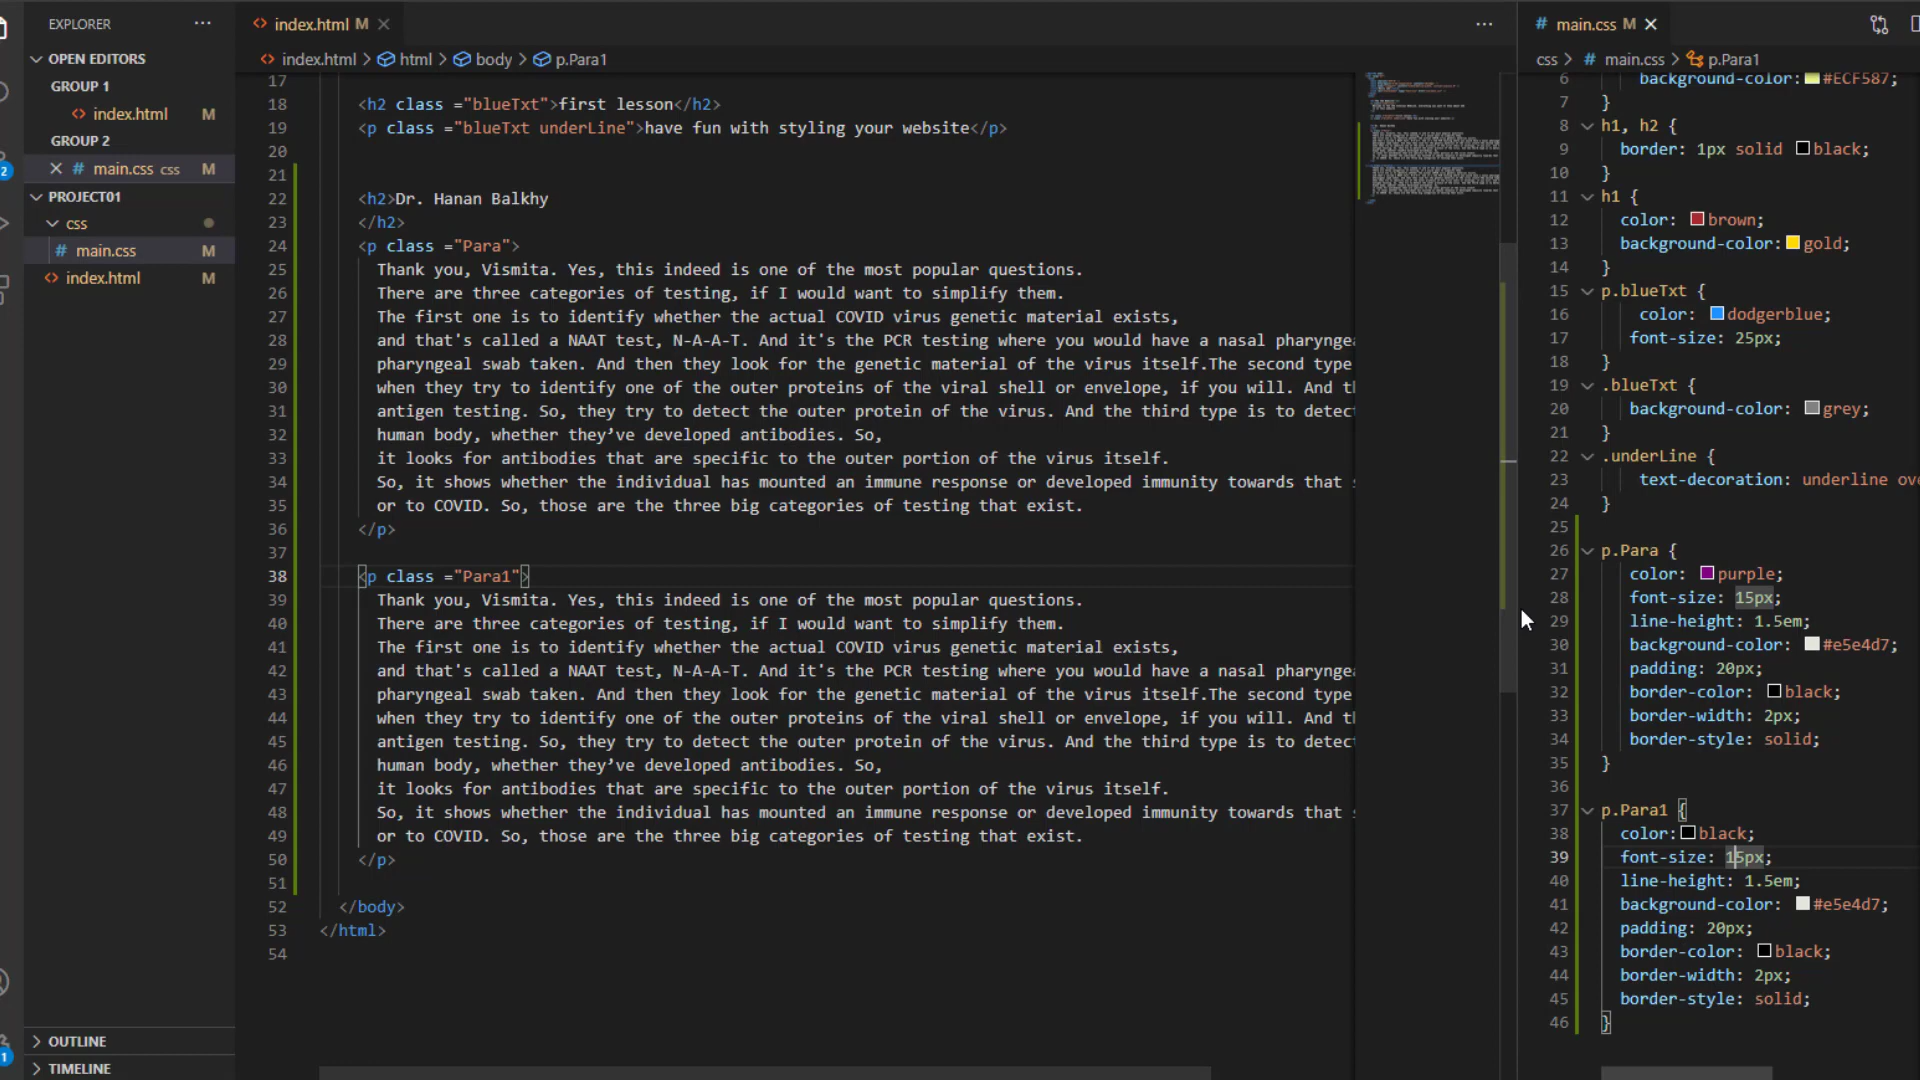 EXPLORER
OPEN EDITORS
GROUP 1
index.html M
GROUP 2
main.css css M
PROJECT01
css
main.css M
index.html M
OUTLINE
TIMELINE
2
1
index.html M
index.html > html > body > p.Para1
17
18 <h2 class ="blueTxt">first lesson</h2>
19 <p class ="blueTxt underLine">have fun with styling your website</p>
20
21
22 <h2>Dr. Hanan Balkhy
23 </h2>
24 <p class ="Para">
25 Thank you, Vismita. Yes, this indeed is one of the most popular questions.
26 There are three categories of testing, if I would want to simplify them.
27 The first one is to identify whether the actual COVID virus genetic material exists,
28 and that's called a NAAT test, N-A-A-T. And it's the PCR testing where you would have a nasal pharynge
29 pharyngeal swab taken. And then they look for the genetic material of the virus itself.The second type
30 when they try to identify one of the outer proteins of the viral shell or envelope, if you will. And t
31 antigen testing. So, they try to detect the outer protein of the virus. And the third type is to detec
32 human body, whether they’ve developed antibodies. So,
33 it looks for antibodies that are specific to the outer portion of the virus itself.
34 So, it shows whether the individual has mounted an immune response or developed immunity towards that
35 or to COVID. So, those are the three big categories of testing that exist.
36 </p>
37
38 <p class ="Para1">
39 Thank you, Vismita. Yes, this indeed is one of the most popular questions.
40 There are three categories of testing, if I would want to simplify them.
41 The first one is to identify whether the actual COVID virus genetic material exists,
42 and that's called a NAAT test, N-A-A-T. And it's the PCR testing where you would have a nasal pharynge
43 pharyngeal swab taken. And then they look for the genetic material of the virus itself.The second type
44 when they try to identify one of the outer proteins of the viral shell or envelope, if you will. And t
45 antigen testing. So, they try to detect the outer protein of the virus. And the third type is to detec
46 human body, whether they’ve developed antibodies. So,
47 it looks for antibodies that are specific to the outer portion of the virus itself.
48 So, it shows whether the individual has mounted an immune response or developed immunity towards that
49 or to COVID. So, those are the three big categories of testing that exist.
50 </p>
51
52 </body>
53 </html>
54
# main.css M
css > # main.css > p.Para1
6 background-color: #ECF587;
7 }
8 h1, h2 {
9 border: 1px solid black;
10 }
11 h1 {
12 color: brown;
13 background-color: gold;
14 }
15 p.blueTxt {
16 color: dodgerblue;
17 font-size: 25px;
18 }
19 .blueTxt {
20 background-color: grey;
21 }
22 .underLine {
23 text-decoration: underline ove
24 }
25
26 p.Para {
27 color: purple;
28 font-size: 15px;
29 line-height: 1.5em;
30 background-color: #e5e4d7;
31 padding: 20px;
32 border-color: black;
33 border-width: 2px;
34 border-style: solid;
35 }
36
37 p.Para1 {
38 color: black;
39 font-size: 15px;
40 line-height: 1.5em;
41 background-color: #e5e4d7;
42 padding: 20px;
43 border-color: black;
44 border-width: 2px;
45 border-style: solid;
46 }